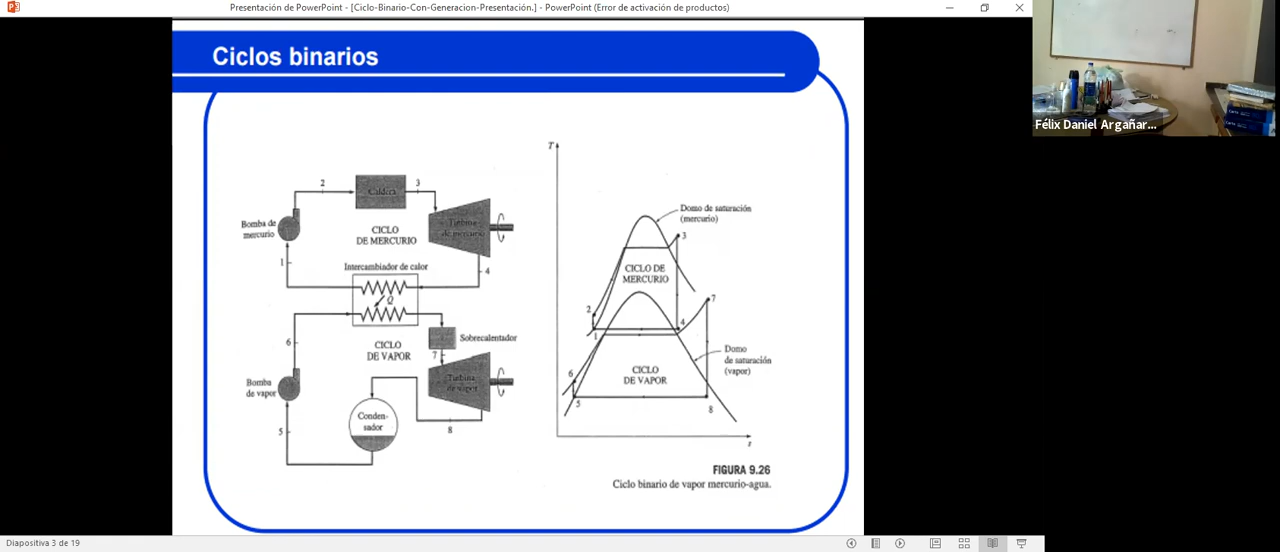 Presentación de PowerPoint - [Ciclo-Binario-Con-Generacion-Presentación.] - PowerPoint (Error de activación de productos)
Félix Daniel Argañar...
Ciclos binarios
2
Caldera
3
Bomba de
mercurio
CICLO
DE MERCURIO
Turbina
de mercurio
1
Intercambiador de calor
4
Q
6
CICLO
DE VAPOR
Sobrecalentador
7
Bomba
de vapor
Turbina
de vapor
Conden-
sador
5
8
T
Domo de saturación
(mercurio)
3
CICLO DE
MERCURIO
7
2
1
4
Domo
de saturación
(vapor)
6
CICLO
DE VAPOR
5
8
FIGURA 9.26
Ciclo binario de vapor mercurio-agua.
Diapositiva 3 de 19